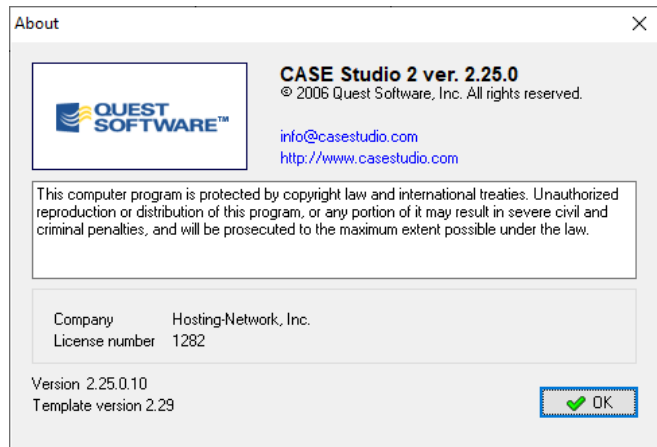 About
QUEST
SOFTWARE™
CASE Studio 2 ver. 2.25.0
© 2006 Quest Software, Inc. All rights reserved.
info@casestudio.com
http://www.casestudio.com
This computer program is protected by copyright law and international treaties. Unauthorized
reproduction or distribution of this program, or any portion of it may result in severe civil and
criminal penalties, and will be prosecuted to the maximum extent possible under the law.
Company Hosting-Network, Inc.
License number 1282
Version 2.25.0.10
Template version 2.29
OK